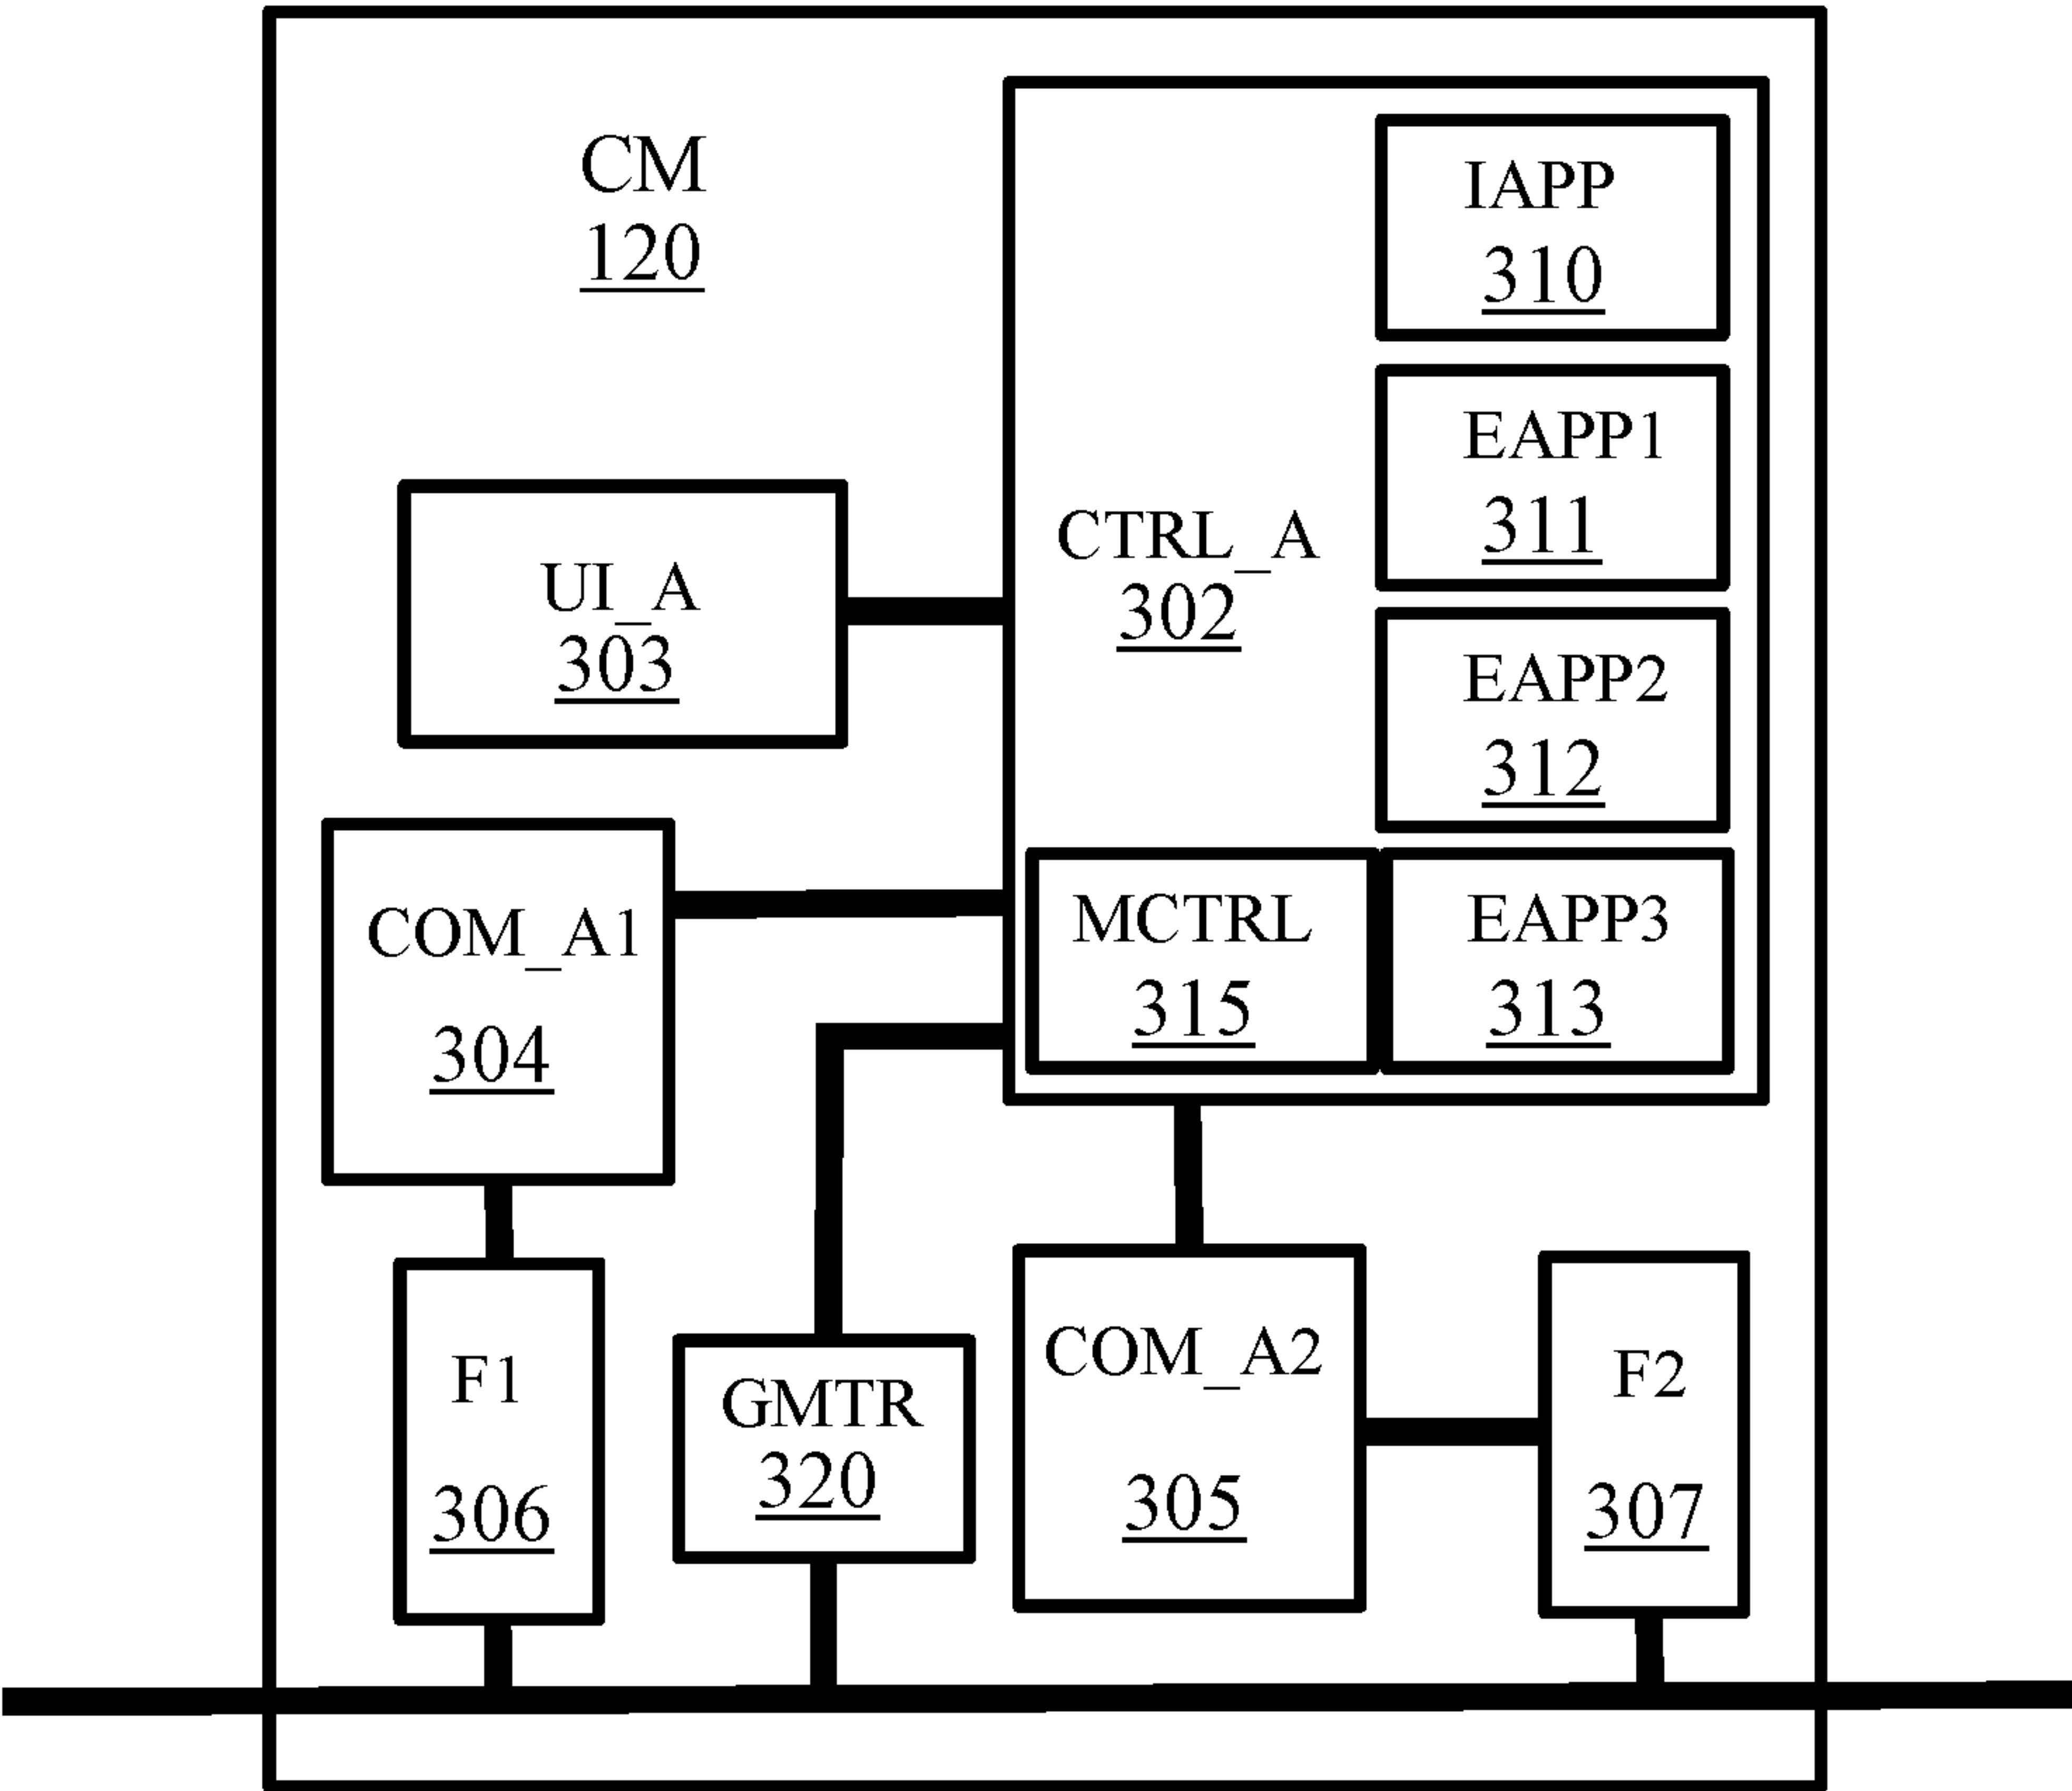 CM
120
IAPP
310
EAPP1
311
CTRL_A
302
UI_A
303
EAPP2
312
COM_A1
304
MCTRL
315
EAPP3
313
F1
306
GMTR
320
COM_A2
305
F2
307